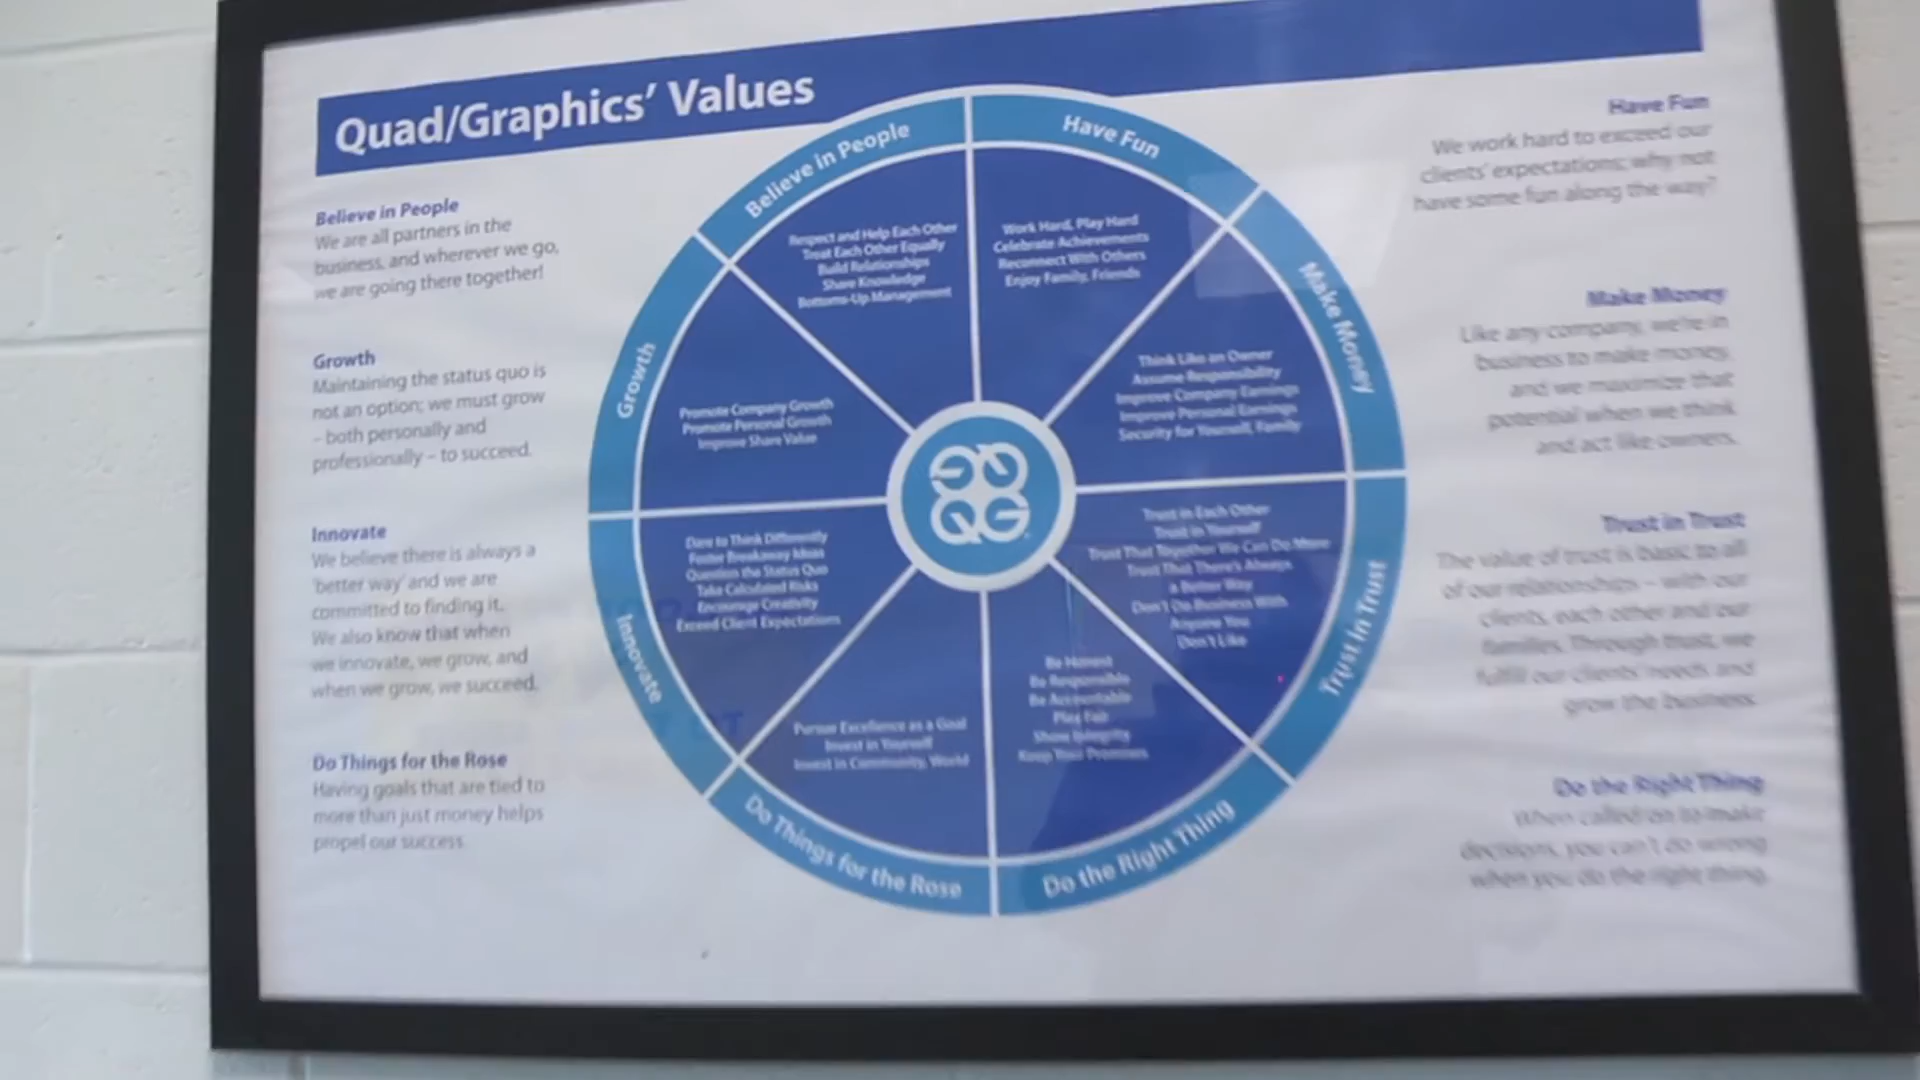 Quad/Graphics' Values
Believe in People
We are all partners in the
business, and wherever we go,
we are going there together!
Growth
Maintaining the status quo is
not an option; we must grow
– both personally and
professionally – to succeed.
Innovate
We believe there is always a
'better way' and we are
committed to finding it.
We also know that when
we innovate, we grow, and
when we grow, we succeed.
Do Things for the Rose
Having goals that are tied to
more than just money helps
propel our success.
Believe in People
Respect and Help Each Other
Treat Each Other Equally
Build Relationships
Share Knowledge
Bottoms-Up Management
Have Fun
Work Hard, Play Hard
Celebrate Achievements
Reconnect With Others
Enjoy Family, Friends
Make Money
Think Like an Owner
Assume Responsibility
Improve Company Earnings
Improve Personal Earnings
Security for Yourself, Family
Trust in Trust
Trust in Each Other
Trust in Yourself
Trust That Together We Can Do More
Trust That There's Always
a Better Way
Don't Do Business With
Anyone You
Don't Like
Do the Right Thing
Be Honest
Be Responsible
Be Accountable
Play Fair
Show Integrity
Keep Your Promises
Do Things for the Rose
Pursue Excellence as a Goal
Invest in Yourself
Invest in Community, World
Innovate
Dare to Think Differently
Foster Breakaway Ideas
Question the Status Quo
Take Calculated Risks
Encourage Creativity
Exceed Client Expectations
Growth
Promote Company Growth
Promote Personal Growth
Improve Share Value
QG
QG
Have Fun
We work hard to exceed our
clients' expectations; why not
have some fun along the way?
Make Money
Like any company, we're in
business to make money,
and we maximize that
potential when we think
and act like owners.
Trust in Trust
The value of trust is basic to all
of our relationships – with our
clients, each other and our
families. Through trust, we
fulfill our clients' needs and
grow the business.
Do the Right Thing
When called on to make
decisions, you can't do wrong
when you do the right thing.